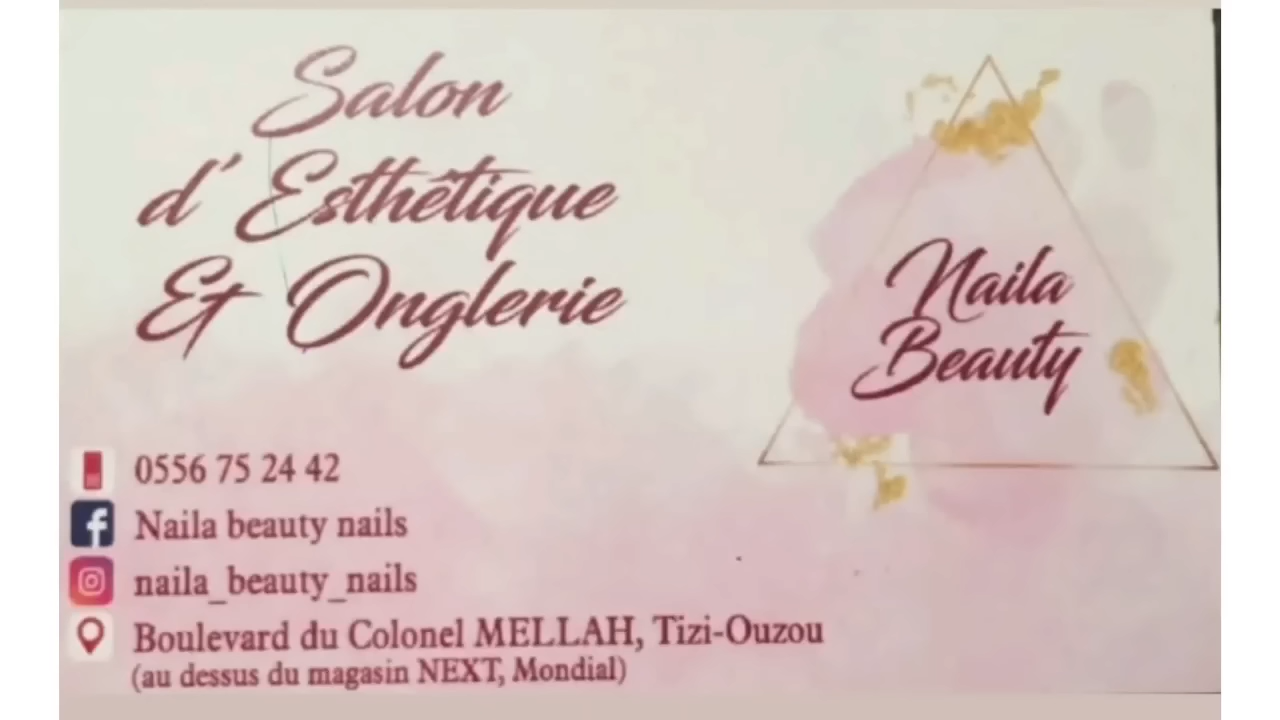 Salon
d' Esthétique
Et Onglerie
Naila
Beauty
0556 75 24 42
Naila beauty nails
naila_beauty_nails
Boulevard du Colonel MELLAH, Tizi-Ouzou
(au dessus du magasin NEXT, Mondial)